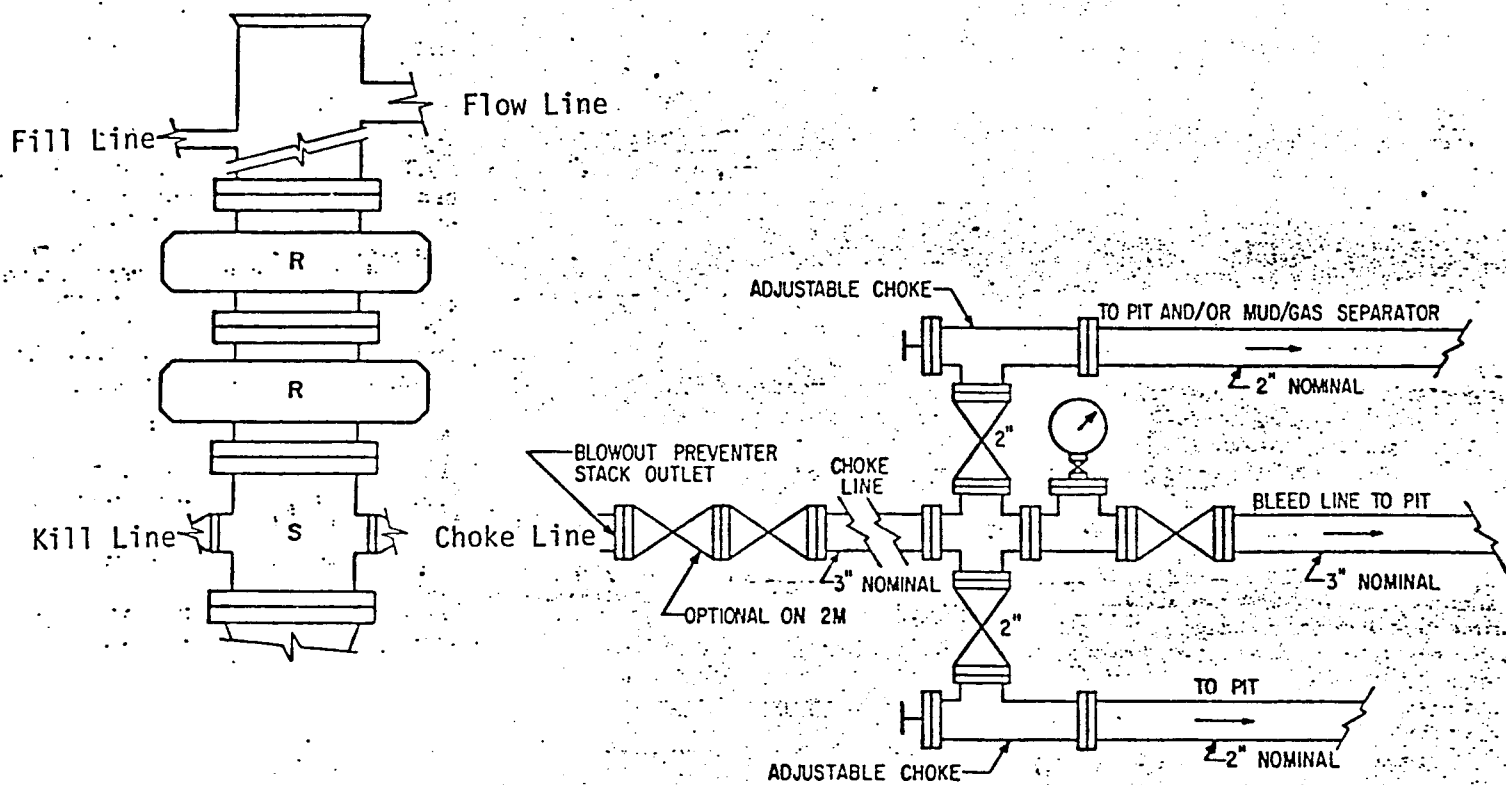 Flow Line
Fill Line
R
R
S
Kill Line
Choke Line
ADJUSTABLE CHOKE
TO PIT AND/OR MUD/GAS SEPARATOR
2" NOMINAL
2"
BLOWOUT PREVENTER
STACK OUTLET
CHOKE
LINE
BLEED LINE TO PIT
3" NOMINAL
3" NOMINAL
OPTIONAL ON 2M
2"
TO PIT
2" NOMINAL
ADJUSTABLE CHOKE